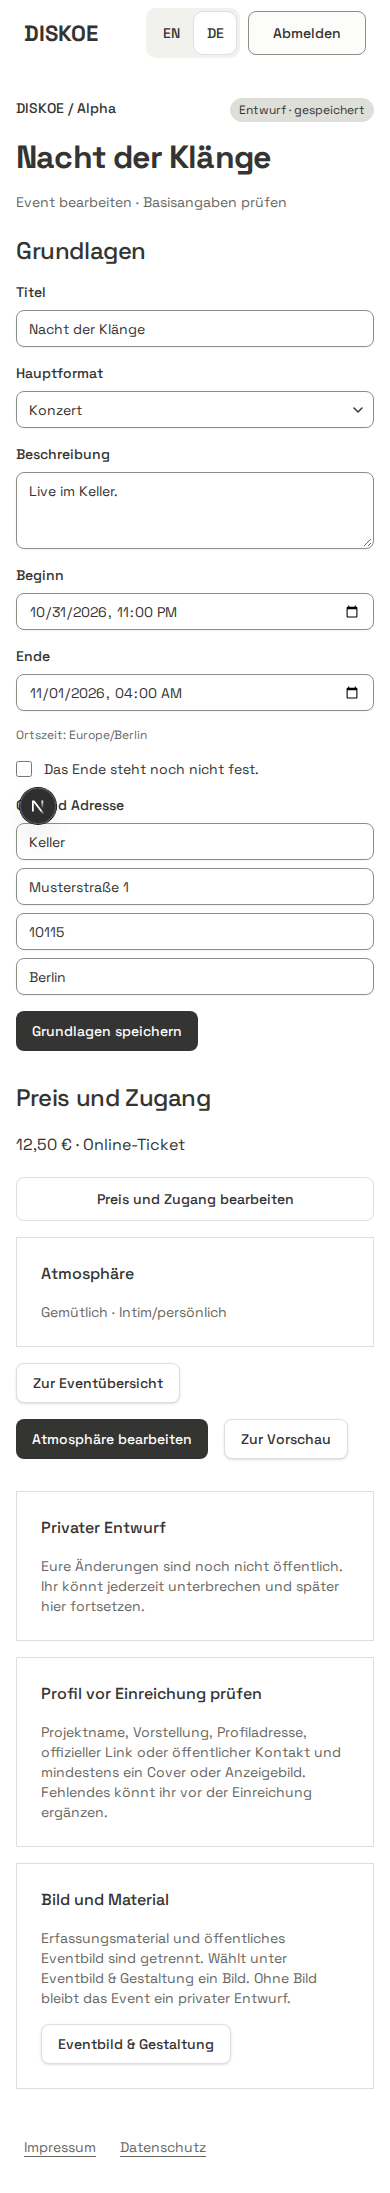 DISKOE
EN DE Abmelden
DISKOE / Alpha
Entwurf · gespeichert
Nacht der Klänge
Event bearbeiten · Basisangaben prüfen
Grundlagen
Titel
Nacht der Klänge
Hauptformat
Konzert
Beschreibung
Live im Keller.
Beginn
10/31/2026, 11:00 PM
Ende
11/01/2026, 04:00 AM
Ortszeit: Europe/Berlin
Das Ende steht noch nicht fest.
N
Adresse
Keller
Musterstraße 1
10115
Berlin
Grundlagen speichern
Preis und Zugang
12,50 € · Online-Ticket
Preis und Zugang bearbeiten
Atmosphäre
Gemütlich · Intim/persönlich
Zur Eventübersicht
Atmosphäre bearbeiten
Zur Vorschau
Privater Entwurf
Eure Änderungen sind noch nicht öffentlich.
Ihr könnt jederzeit unterbrechen und später
hier fortsetzen.
Profil vor Einreichung prüfen
Projektname, Vorstellung, Profiladresse,
offizieller Link oder öffentlicher Kontakt und
mindestens ein Cover oder Anzeigebild.
Fehlendes könnt ihr vor der Einreichung
ergänzen.
Bild und Material
Erfassungsmaterial und öffentliches
Eventbild sind getrennt. Wählt unter
Eventbild & Gestaltung ein Bild. Ohne Bild
bleibt das Event ein privater Entwurf.
Eventbild & Gestaltung
Impressum Datenschutz